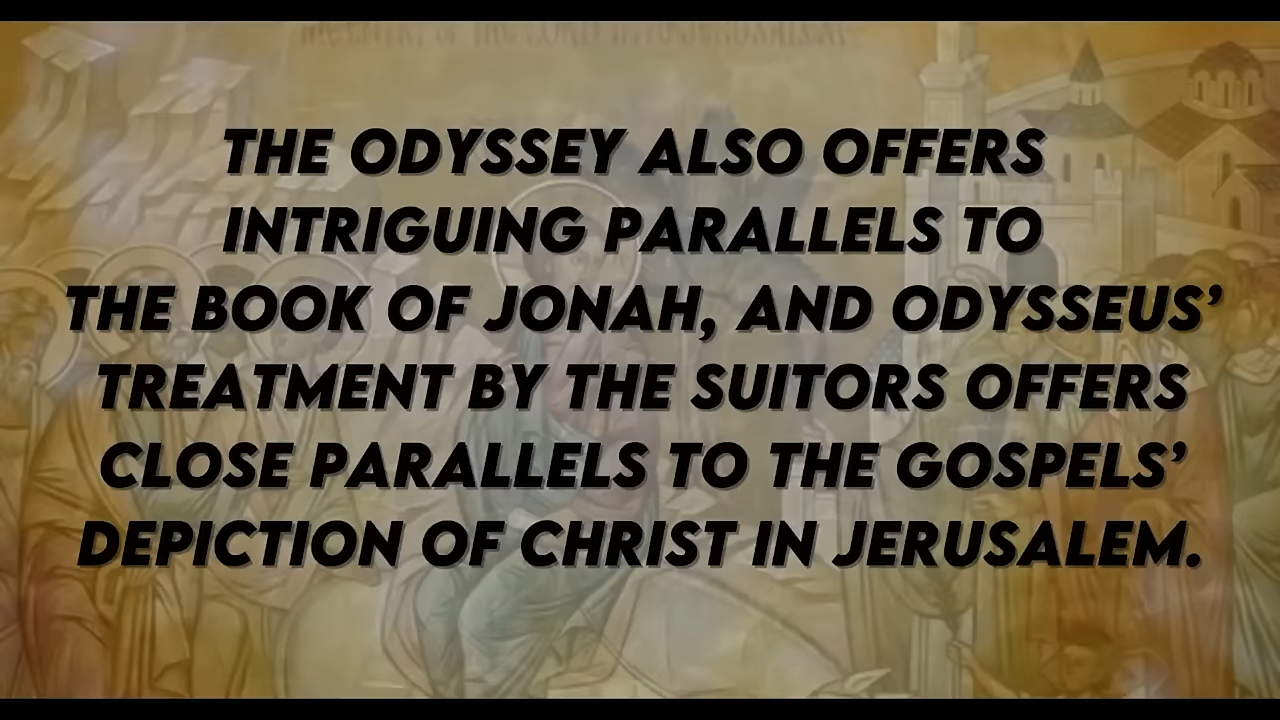 THE ODYSSEY ALSO OFFERS
INTRIGUING PARALLELS TO
THE BOOK OF JONAH, AND ODYSSEUS’
TREATMENT BY THE SUITORS OFFERS
CLOSE PARALLELS TO THE GOSPELS’
DEPICTION OF CHRIST IN JERUSALEM.